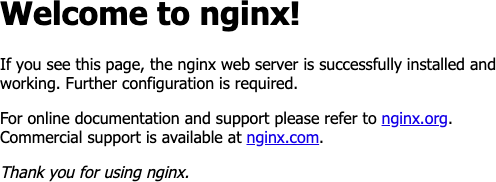 Welcome to nginx!
If you see this page, the nginx web server is successfully installed and
working. Further configuration is required.
For online documentation and support please refer to nginx.org.
Commercial support is available at nginx.com.
Thank you for using nginx.